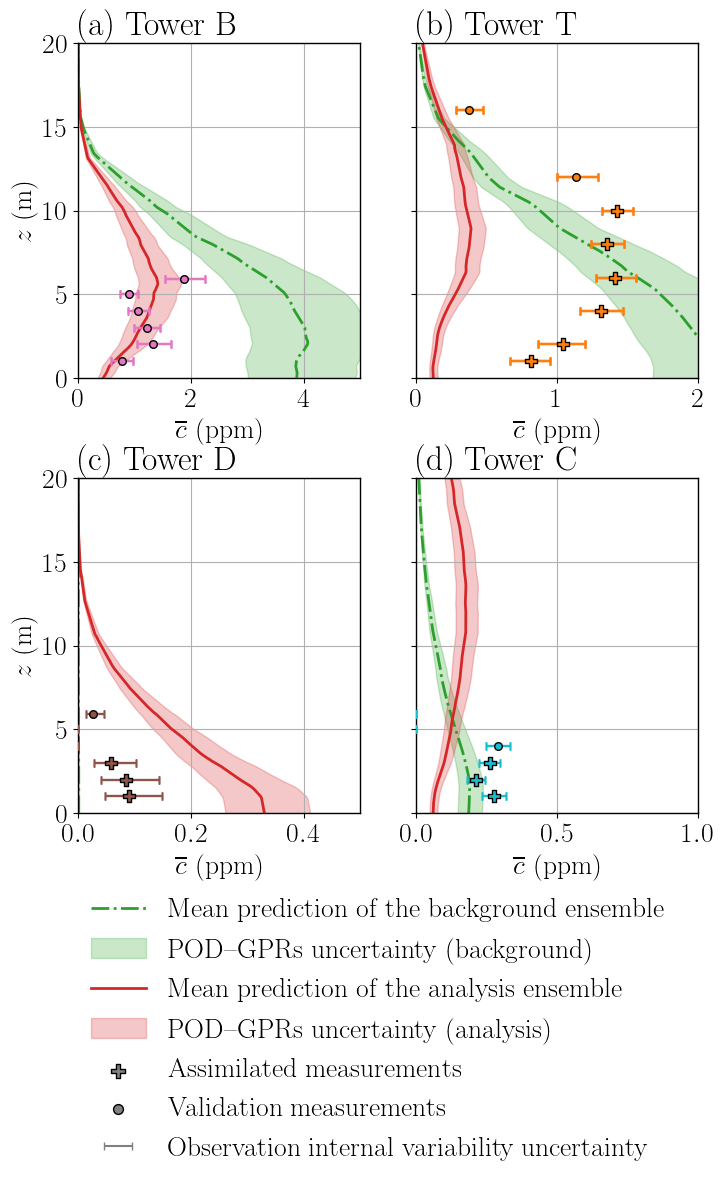 (a) Tower B
(b) Tower T
20
15
10
5
0
z (m)
0 2 4
0 1 2
c̅ (ppm)
c̅ (ppm)
(c) Tower D
(d) Tower C
20
15
10
5
0
z (m)
0.0 0.2 0.4
0.0 0.5 1.0
c̅ (ppm)
c̅ (ppm)
Mean prediction of the background ensemble
POD–GPRs uncertainty (background)
Mean prediction of the analysis ensemble
POD–GPRs uncertainty (analysis)
Assimilated measurements
Validation measurements
Observation internal variability uncertainty